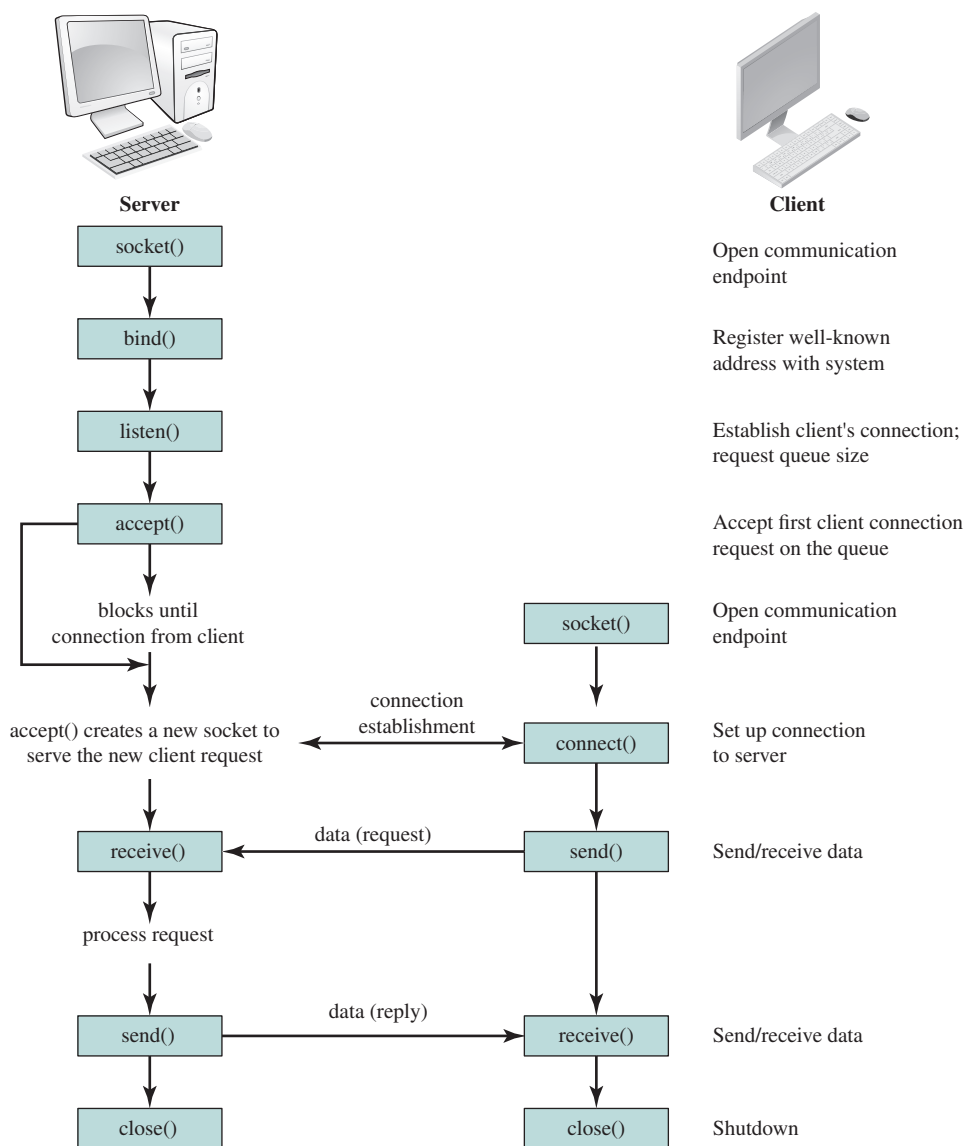 Server
Client
socket()
Open communication
endpoint
bind()
Register well-known
address with system
listen()
Establish client's connection;
request queue size
accept()
Accept first client connection
request on the queue
blocks until
connection from client
socket()
Open communication
endpoint
accept() creates a new socket to
serve the new client request
connection
establishment
connect()
Set up connection
to server
receive()
data (request)
send()
Send/receive data
process request
send()
data (reply)
receive()
Send/receive data
close()
close()
Shutdown